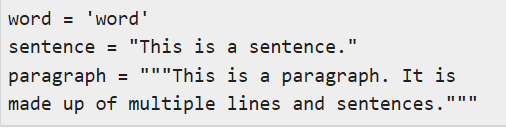 word = 'word'
sentence = "This is a sentence."
paragraph = """This is a paragraph. It is
made up of multiple lines and sentences."""